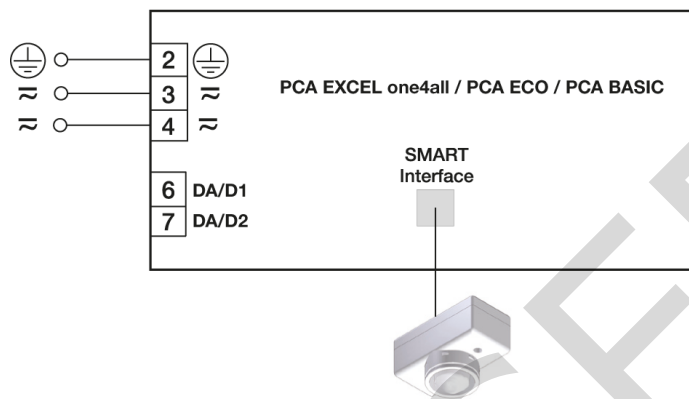 2
3
4
PCA EXCEL one4all / PCA ECO / PCA BASIC
SMART
Interface
6 DA/D1
7 DA/D2